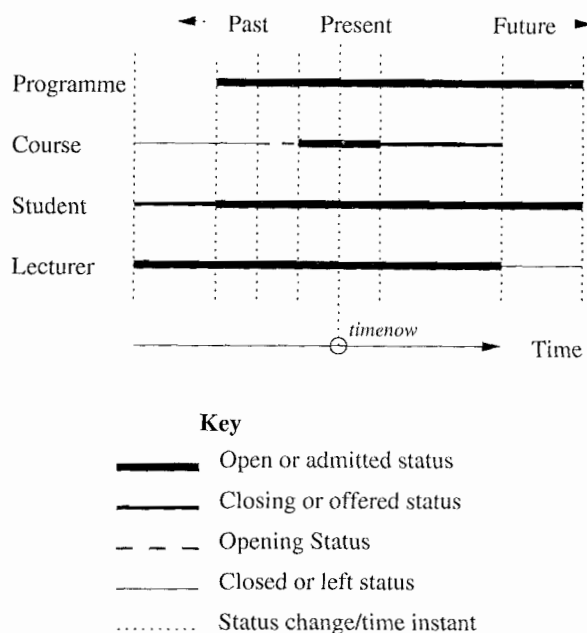 Past Present Future
Programme
Course
Student
Lecturer
timenow
Time
Key
Open or admitted status
Closing or offered status
Opening Status
Closed or left status
Status change/time instant